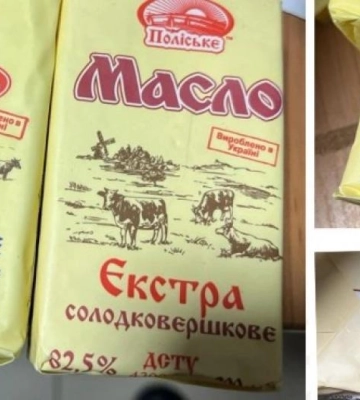 Поліське
Масло
Вироблено в
Україні
Екстра
солодковершкове
82,5% ДСТУ